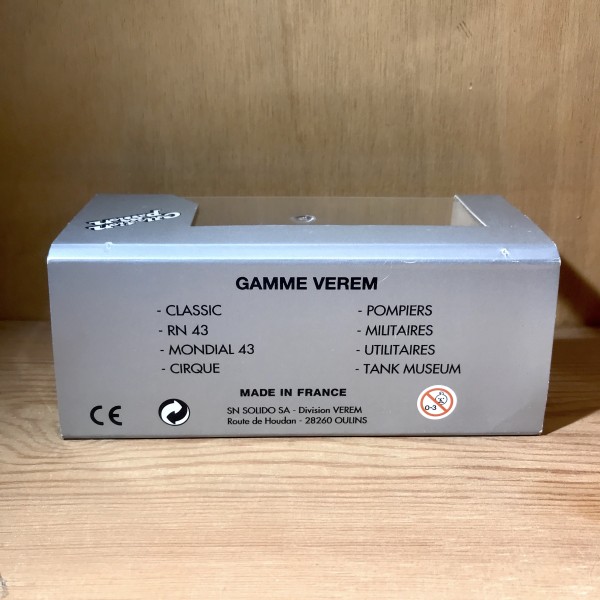 GAMME VEREM
- CLASSIC
- RN 43
- MONDIAL 43
- CIRQUE
- POMPIERS
- MILITAIRES
- UTILITAIRES
- TANK MUSEUM
MADE IN FRANCE
SN SOLIDO SA - Division VEREM
Route de Houdan - 28260 OULINS
CE
0-3